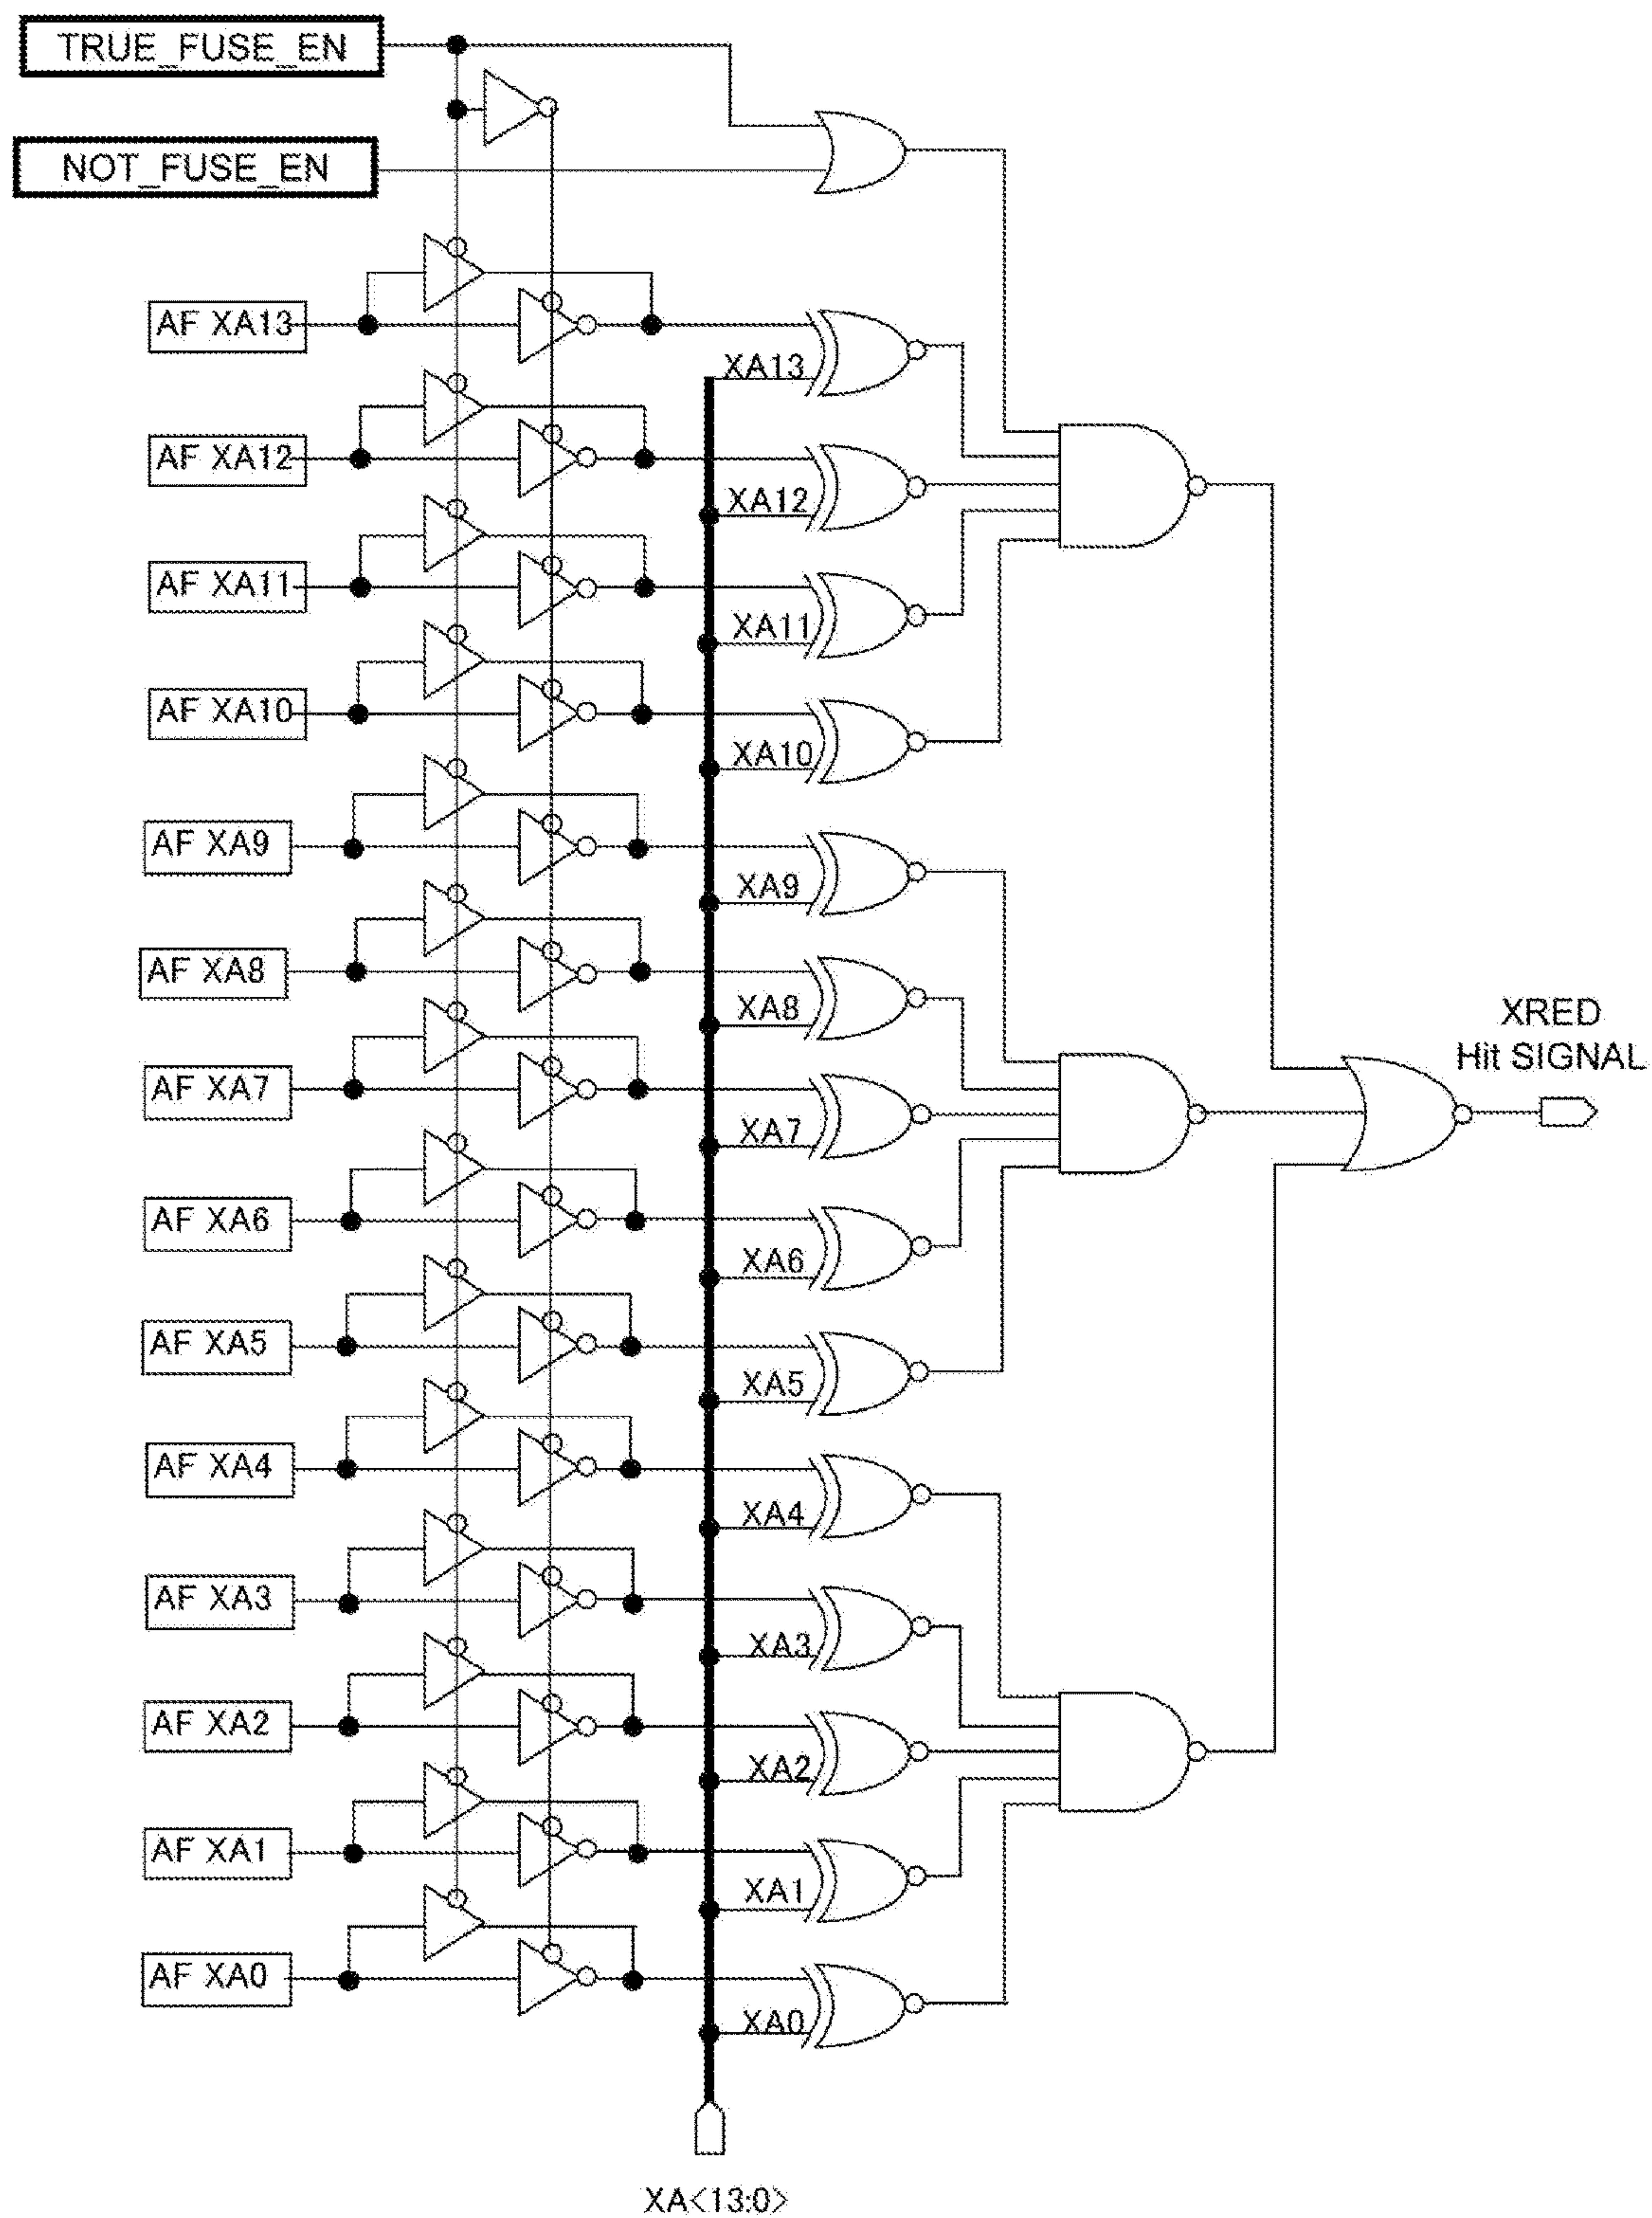 TRUE_FUSE_EN
NOT_FUSE_EN
AF XA13
XA13
AF XA12
XA12
AF XA11
XA11
AF XA10
XA10
AF XA9
XA9
AF XA8
XA8
XRED
Hit SIGNAL
AF XA7
XA7
AF XA6
XA6
AF XA5
XA5
AF XA4
XA4
AF XA3
XA3
AF XA2
XA2
AF XA1
XA1
AF XA0
XA0
XA<13:0>